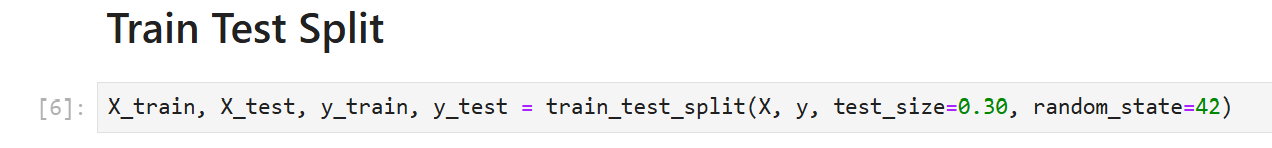 Train Test Split
[6]: X_train, X_test, y_train, y_test = train_test_split(X, y, test_size=0.30, random_state=42)